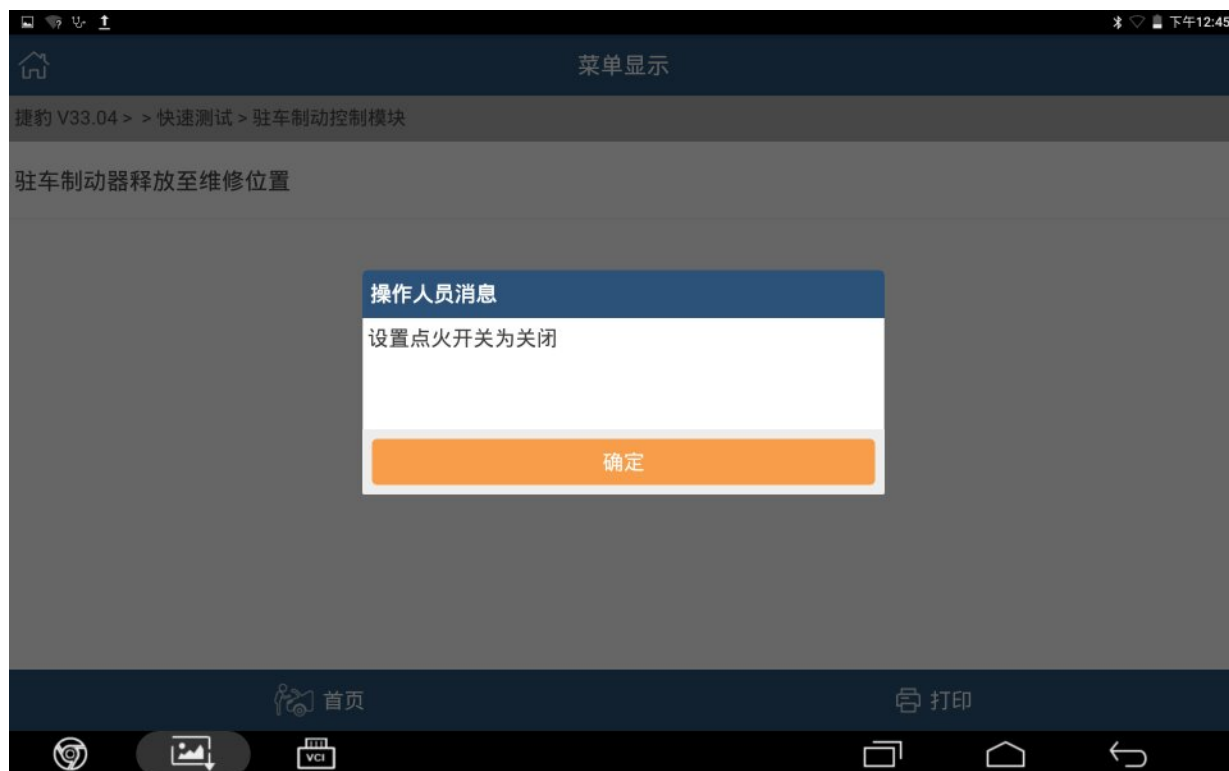 下午12:45
菜单显示
捷豹 V33.04 > > 快速测试 > 驻车制动控制模块
驻车制动器释放至维修位置
操作人员消息
设置点火开关为关闭
确定
首页
打印
VCI